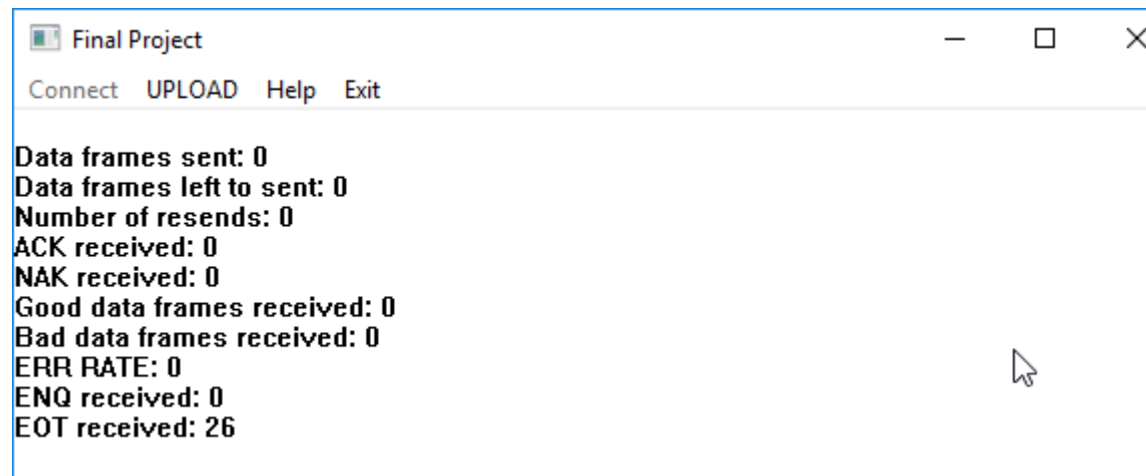 Final Project
Connect UPLOAD Help Exit
Data frames sent: 0
Data frames left to sent: 0
Number of resends: 0
ACK received: 0
NAK received: 0
Good data frames received: 0
Bad data frames received: 0
ERR RATE: 0
ENQ received: 0
EOT received: 26